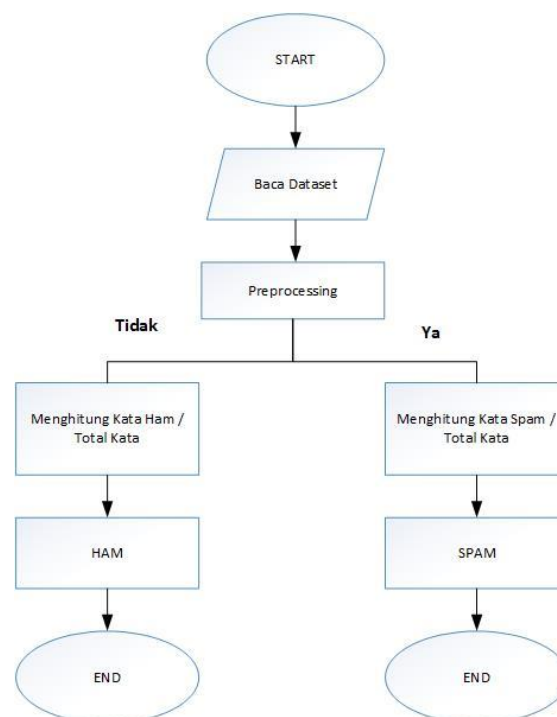 START
Baca Dataset
Preprocessing
Tidak
Ya
Menghitung Kata Ham /
Total Kata
Menghitung Kata Spam /
Total Kata
HAM
SPAM
END
END